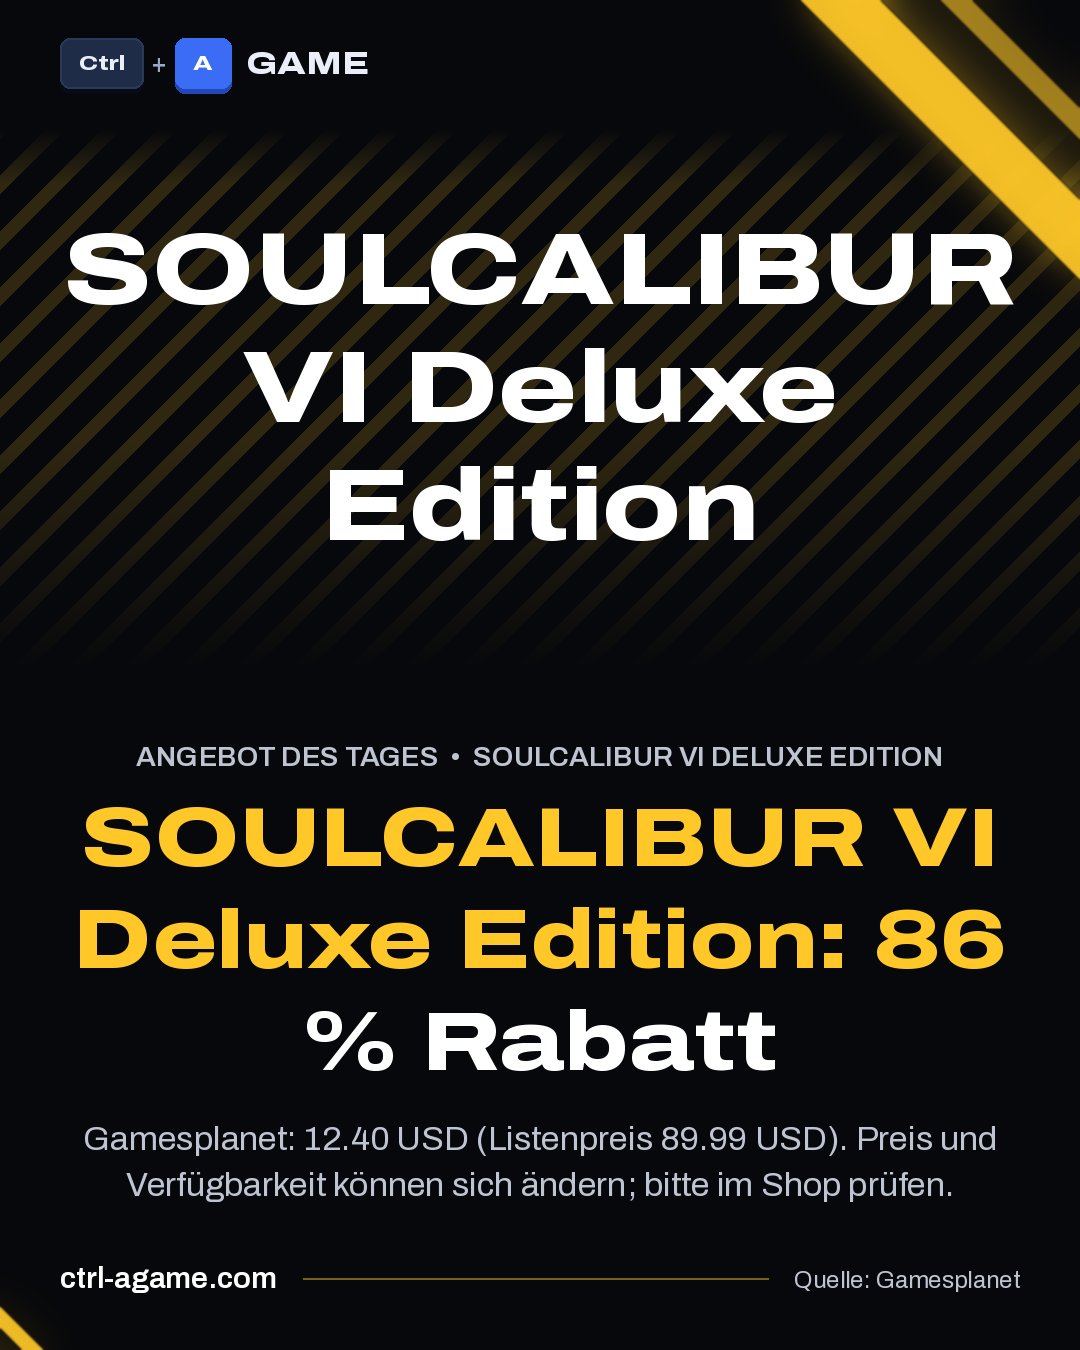 Ctrl + A GAME
SOULCALIBUR
VI Deluxe
Edition
ANGEBOT DES TAGES • SOULCALIBUR VI DELUXE EDITION
SOULCALIBUR VI
Deluxe Edition: 86
% Rabatt
Gamesplanet: 12.40 USD (Listenpreis 89.99 USD). Preis und
Verfügbarkeit können sich ändern; bitte im Shop prüfen.
ctrl-agame.com
Quelle: Gamesplanet